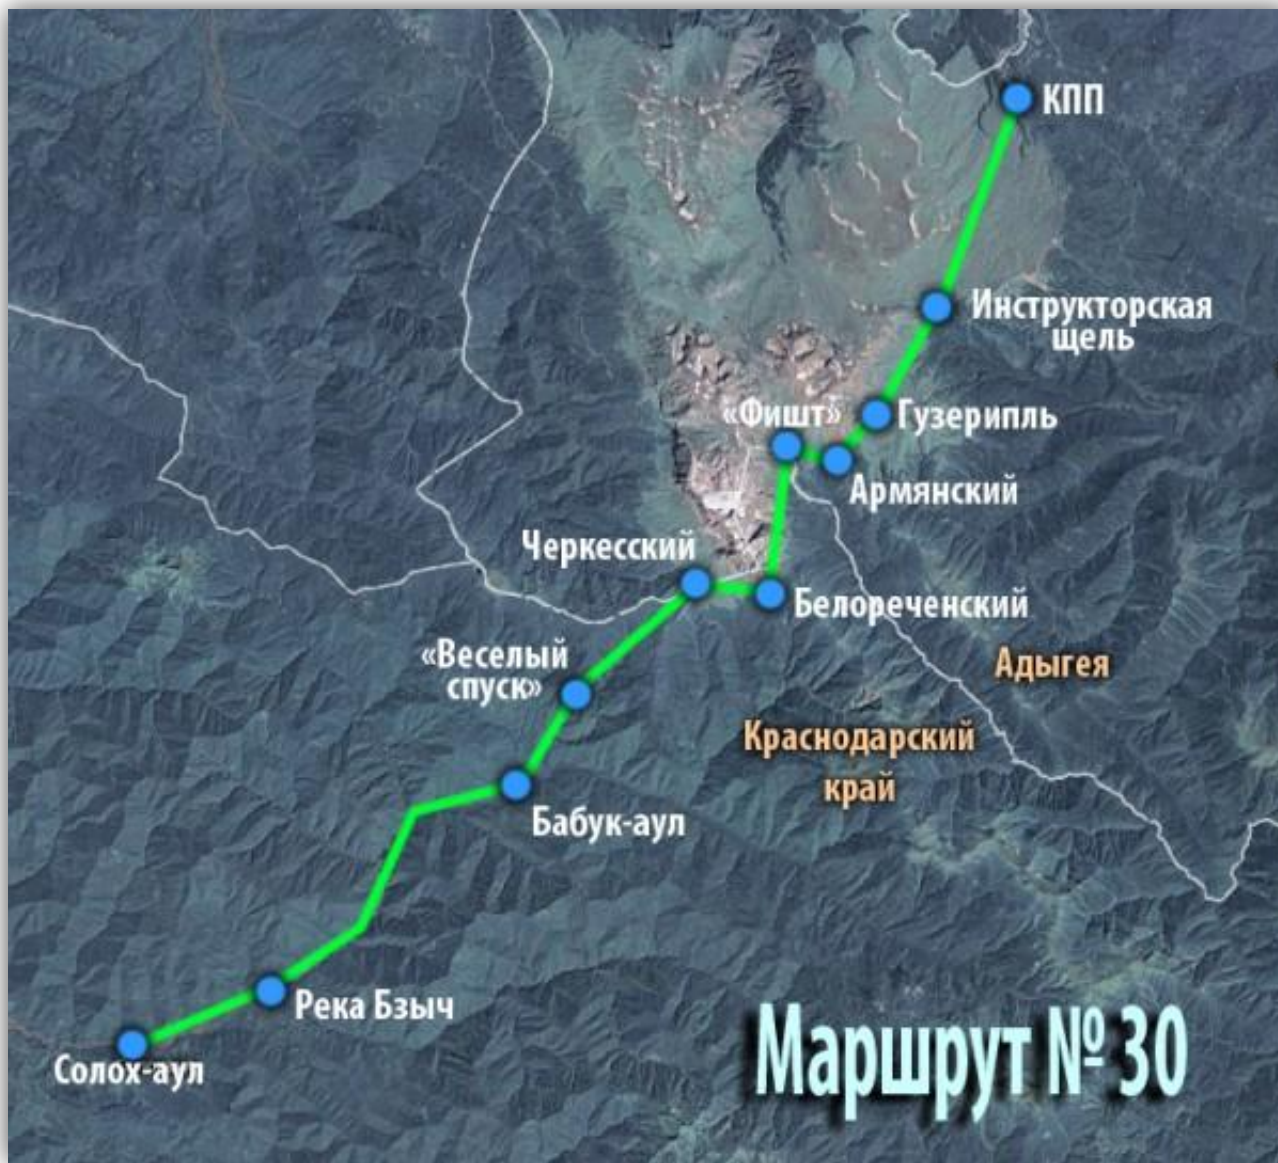 КПП
Инструкторская
щель
«Фишт»
Гузерипль
Армянский
Черкесский
Белореченский
«Веселый
спуск»
Адыгея
Краснодарский
край
Бабук-аул
Река Бзыч
Солох-аул
Маршрут № 30